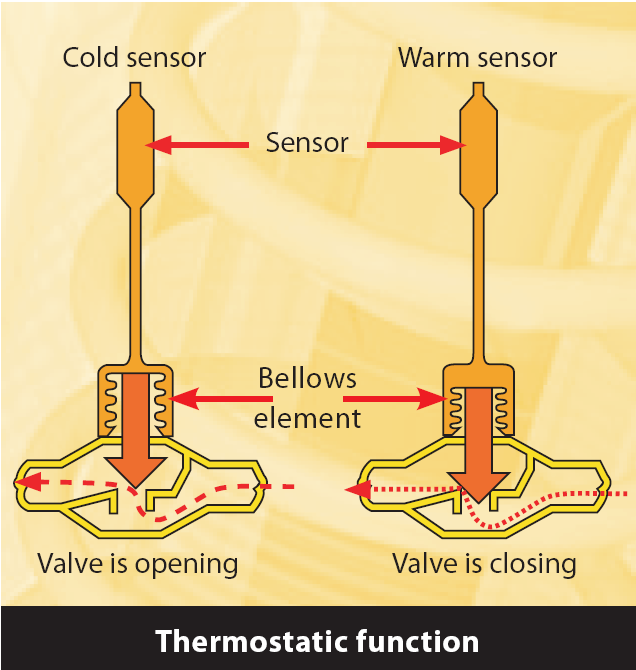 Cold sensor
Warm sensor
Sensor
Bellows
element
Valve is opening
Valve is closing
Thermostatic function